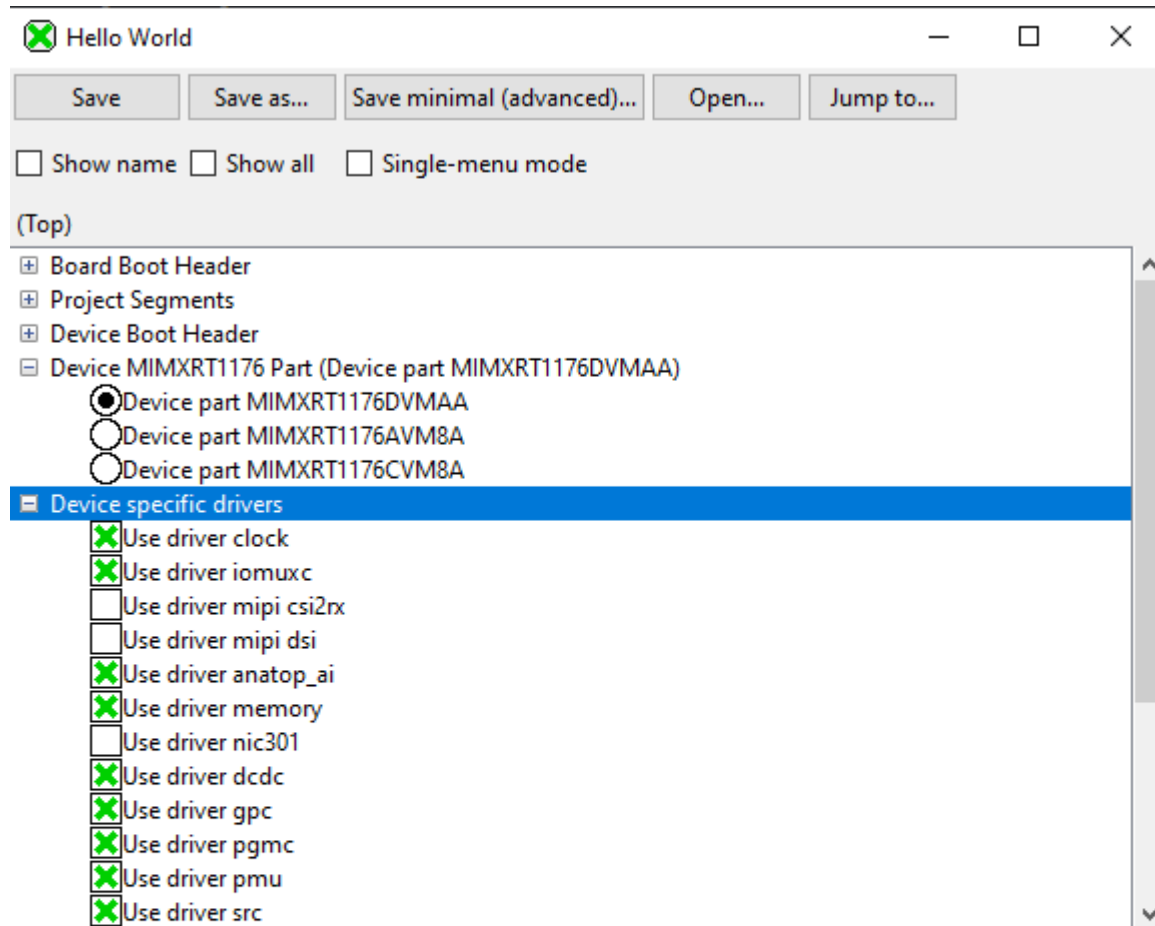 Hello World
Save Save as... Save minimal (advanced)... Open... Jump to...
Show name Show all Single-menu mode
(Top)
Board Boot Header
Project Segments
Device Boot Header
Device MIMXRT1176 Part (Device part MIMXRT1176DVMAA)
Device part MIMXRT1176DVMAA
Device part MIMXRT1176AVM8A
Device part MIMXRT1176CVM8A
Device specific drivers
Use driver clock
Use driver iomuxc
Use driver mipi csi2rx
Use driver mipi dsi
Use driver anatop_ai
Use driver memory
Use driver nic301
Use driver dcdc
Use driver gpc
Use driver pgmc
Use driver pmu
Use driver src